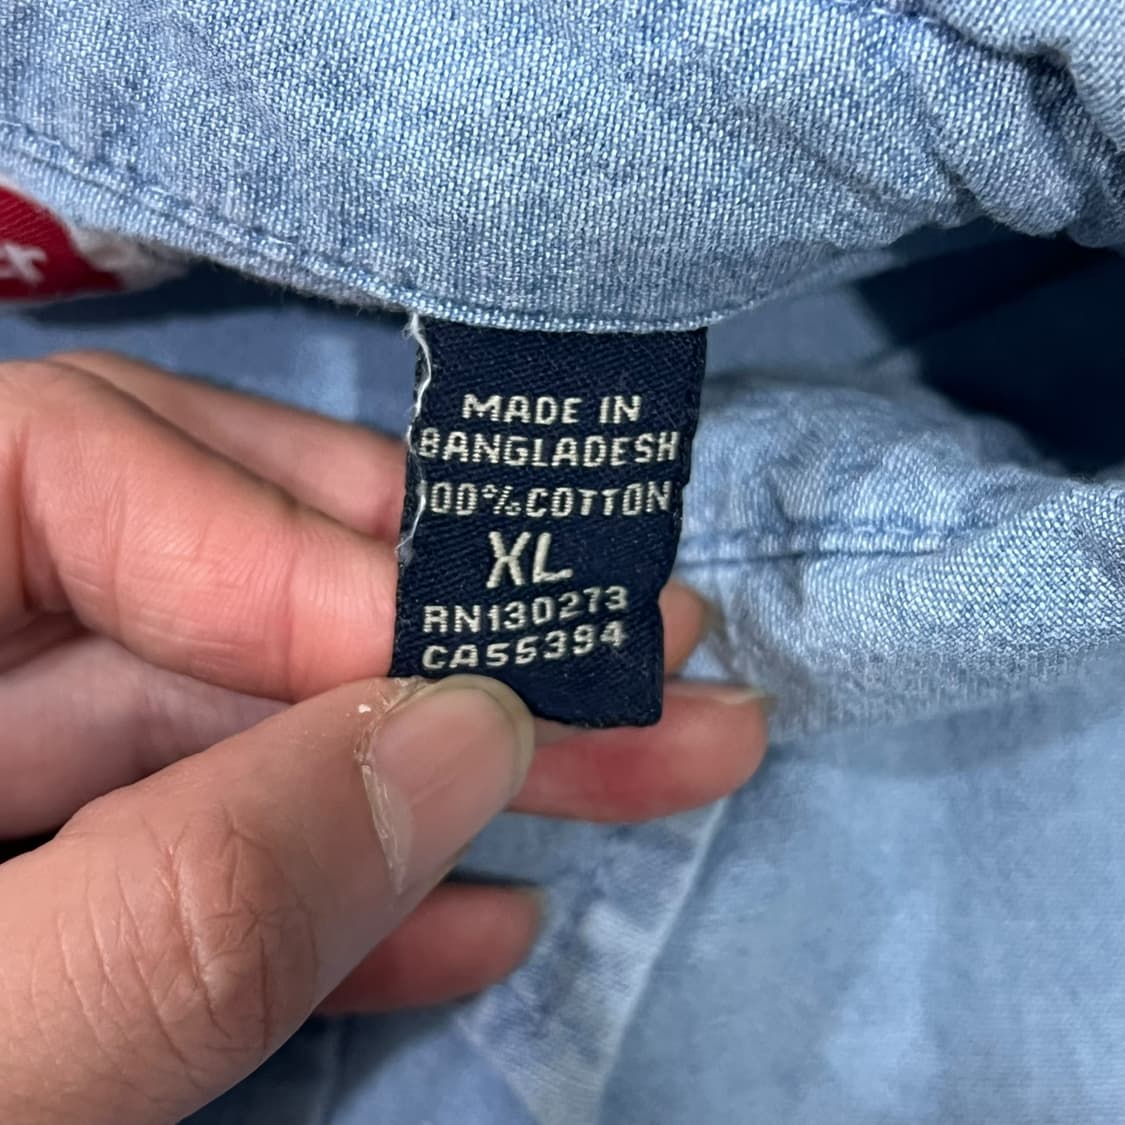 MADE IN
BANGLADESH
100%COTTON
XL
RN130273
CA55394